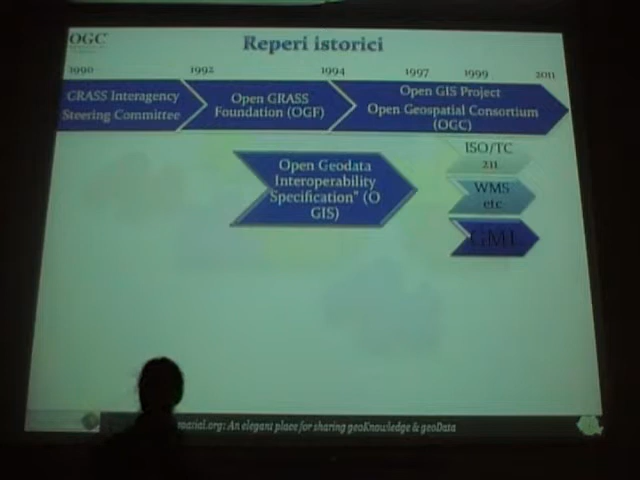 OGC
Reperi istorici
1990 1992 1994 1997 1999 2011
GRASS Interagency
Steering Committee
Open GRASS
Foundation (OGF)
Open GIS Project
Open Geospatial Consortium
(OGC)
Open Geodata
Interoperability
Specification" (O
GIS)
ISO/TC
211
WMS
etc
GML
An elegant place for sharing geoKnowledge & geoData